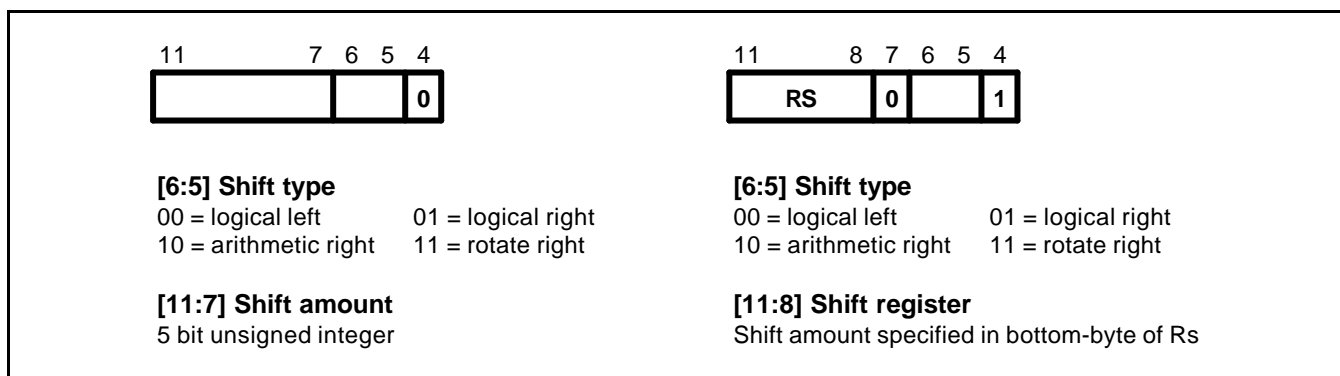 11 7 6 5 4
0
[6:5] Shift type
00 = logical left 01 = logical right
10 = arithmetic right 11 = rotate right
[11:7] Shift amount
5 bit unsigned integer
11 8 7 6 5 4
RS 0 1
[6:5] Shift type
00 = logical left 01 = logical right
10 = arithmetic right 11 = rotate right
[11:8] Shift register
Shift amount specified in bottom-byte of Rs